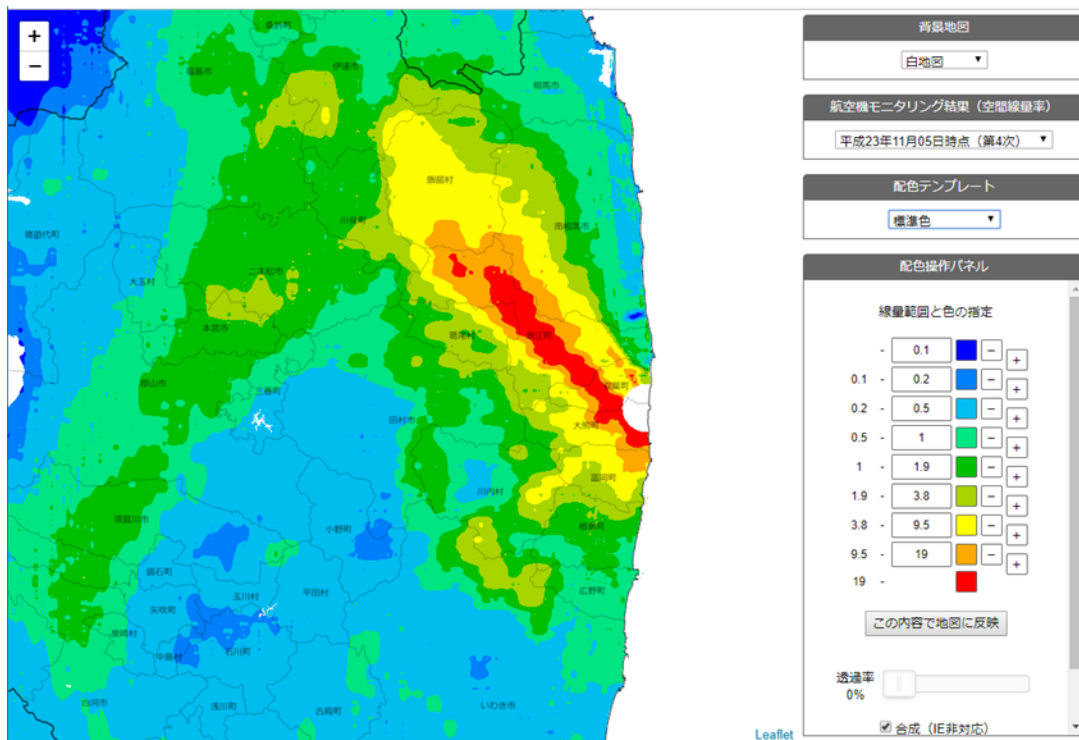 +
−
桑折町
福島市
伊達市
相馬市
飯舘村
川俣町
南相馬市
猪苗代町
二本松市
大玉村
本宮市
葛尾村
浪江町
双葉町
郡山市
三春町
田村市
大熊町
富岡町
川内村
須賀川市
小野町
楢葉町
鏡石町
玉川村
平田村
広野町
矢吹町
泉崎村
中島村
石川町
白河市
浅川町
古殿町
いわき市
Leaflet
背景地図
白地図
航空機モニタリング結果（空間線量率）
平成23年11月05日時点（第4次）
配色テンプレート
標準色
配色操作パネル
線量範囲と色の指定
- 0.1 −
+
0.1 - 0.2 −
+
0.2 - 0.5 −
+
0.5 - 1 −
+
1 - 1.9 −
+
1.9 - 3.8 −
+
3.8 - 9.5 −
+
9.5 - 19 −
+
19 -
この内容で地図に反映
透過率
0%
合成（IE非対応）